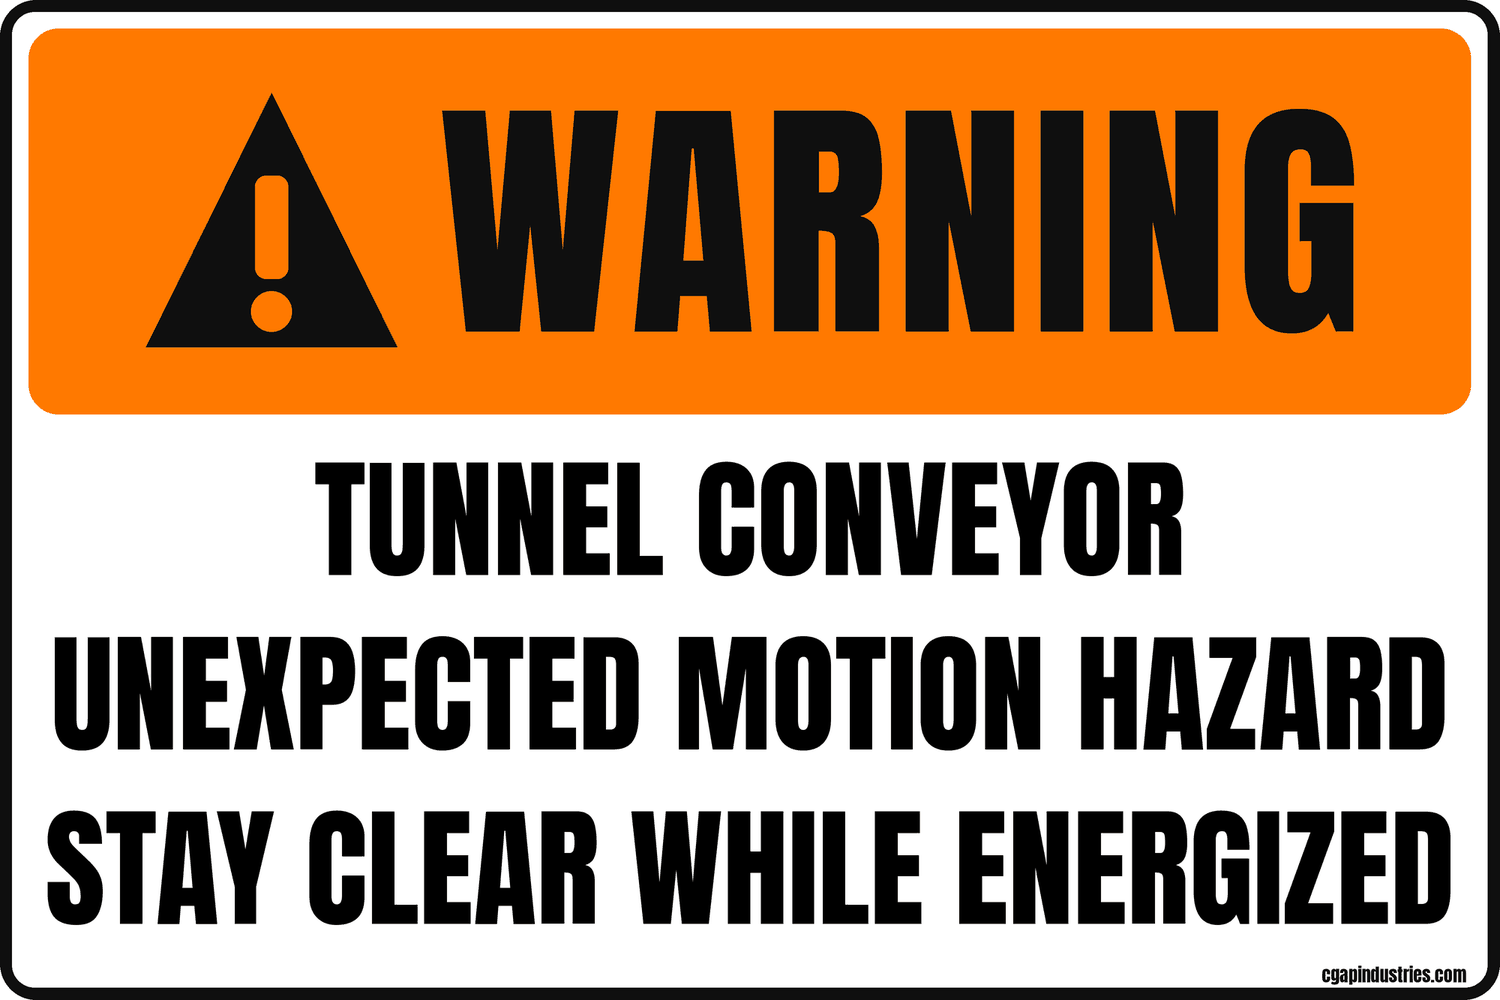 WARNING
TUNNEL CONVEYOR
UNEXPECTED MOTION HAZARD
STAY CLEAR WHILE ENERGIZED
cgapindustries.com